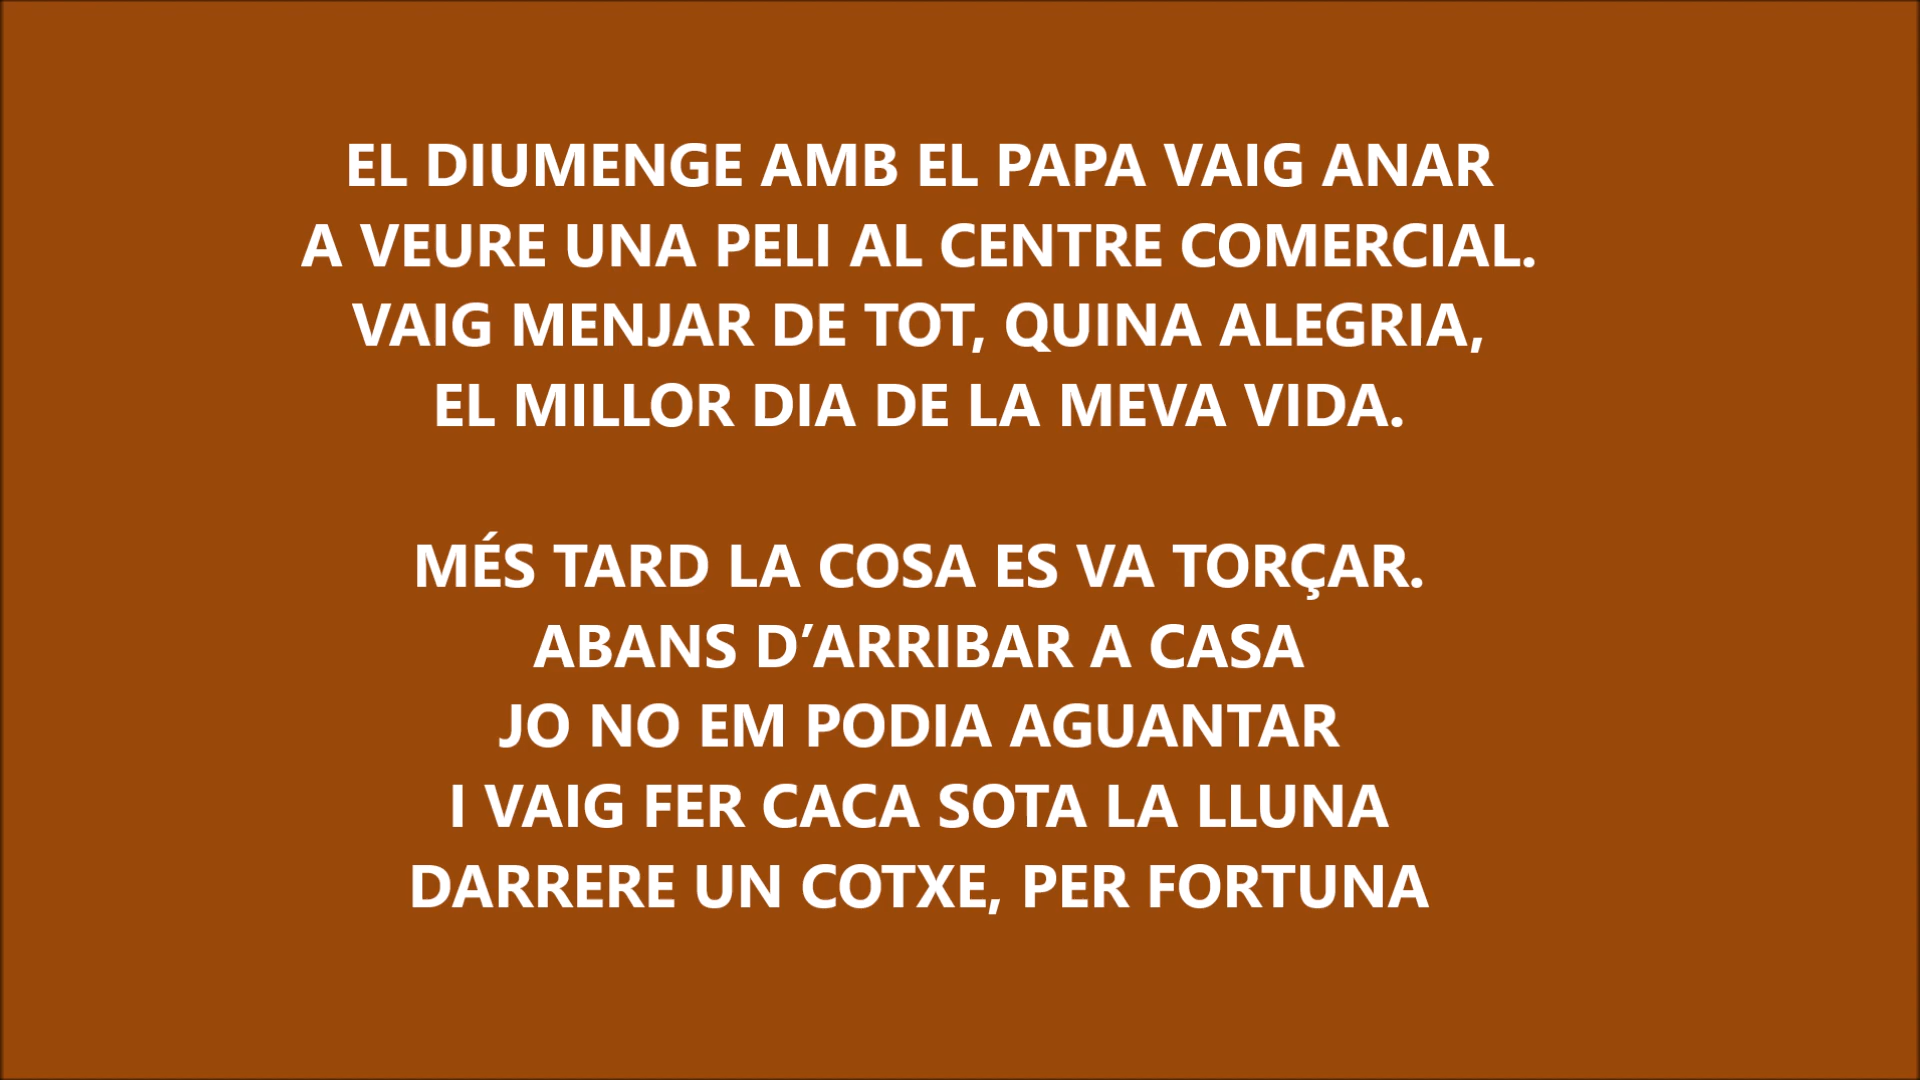 EL DIUMENGE AMB EL PAPA VAIG ANAR
A VEURE UNA PELI AL CENTRE COMERCIAL.
VAIG MENJAR DE TOT, QUINA ALEGRIA,
EL MILLOR DIA DE LA MEVA VIDA.
MÉS TARD LA COSA ES VA TORÇAR.
ABANS D’ARRIBAR A CASA
JO NO EM PODIA AGUANTAR
I VAIG FER CACA SOTA LA LLUNA
DARRERE UN COTXE, PER FORTUNA